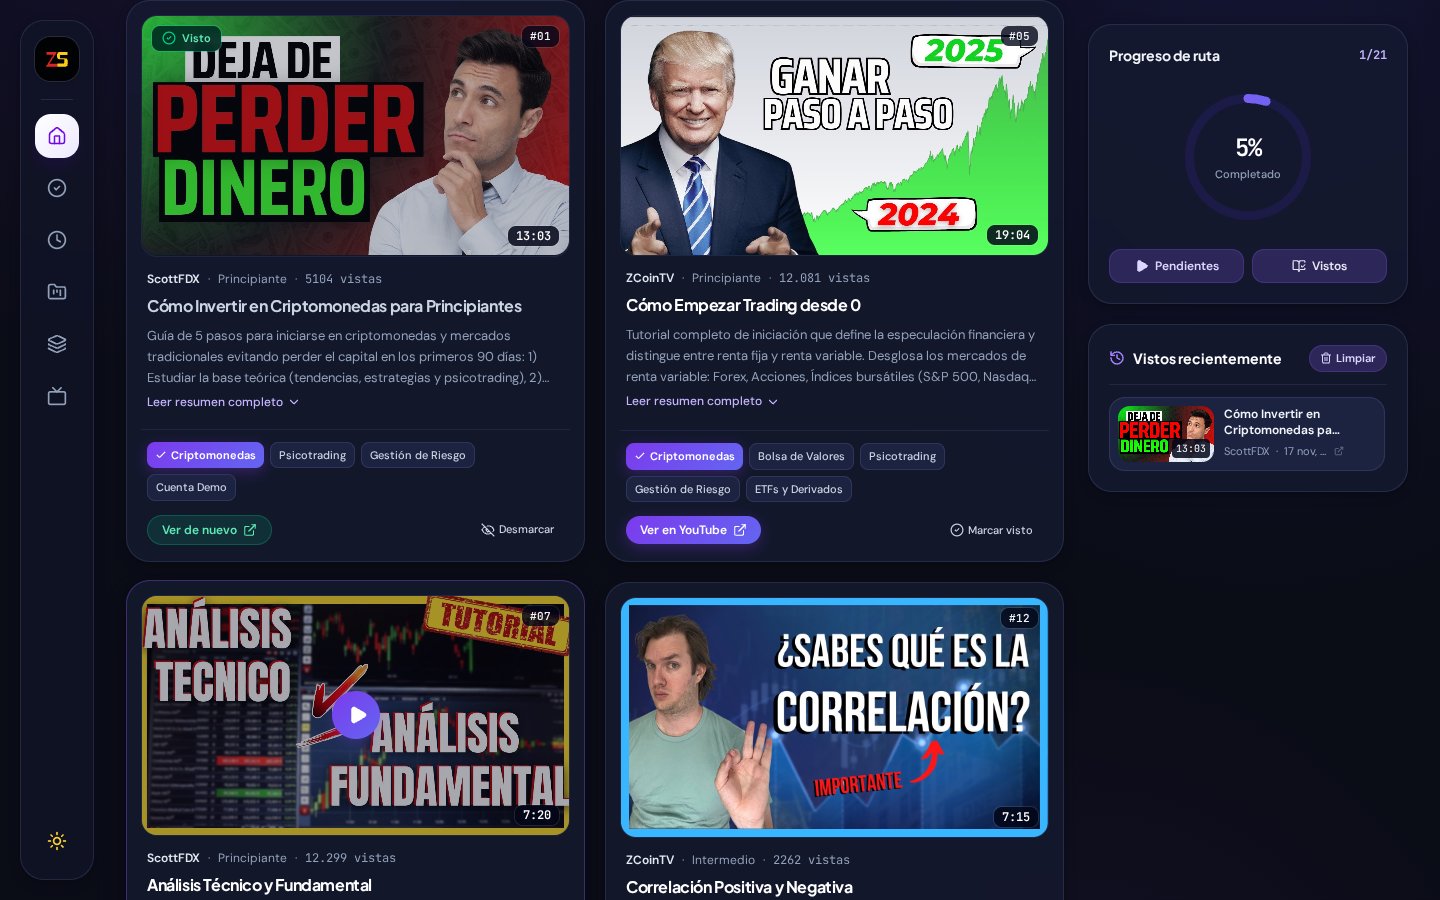 ZS
Visto
#01
DEJA DE
PERDER
DINERO
13:03
ScottFDX · Principiante · 5104 vistas
Cómo Invertir en Criptomonedas para Principiantes
Guía de 5 pasos para iniciarse en criptomonedas y mercados
tradicionales evitando perder el capital en los primeros 90 días: 1)
Estudiar la base teórica (tendencias, estrategias y psicotrading), 2)...
Leer resumen completo
Criptomonedas
Psicotrading
Gestión de Riesgo
Cuenta Demo
Ver de nuevo
Desmarcar
#05
2025
GANAR
PASO A PASO
2024
19:04
ZCoinTV · Principiante · 12.081 vistas
Cómo Empezar Trading desde 0
Tutorial completo de iniciación que define la especulación financiera y
distingue entre renta fija y renta variable. Desglosa los mercados de
renta variable: Forex, Acciones, Índices bursátiles (S&P 500, Nasdaq...
Leer resumen completo
Criptomonedas
Bolsa de Valores
Psicotrading
Gestión de Riesgo
ETFs y Derivados
Ver en YouTube
Marcar visto
#07
ANÁLISIS
TECNICO
TUTORIAL
ANÁLISIS
FUNDAMENTAL
7:20
ScottFDX · Principiante · 12.299 vistas
Análisis Técnico y Fundamental
#12
¿SABES QUÉ ES LA
CORRELACIÓN?
IMPORTANTE
7:15
ZCoinTV · Intermedio · 2262 vistas
Correlación Positiva y Negativa
Progreso de ruta
1/21
5%
Completado
Pendientes
Vistos
Vistos recientemente
Limpiar
DEJA DE
PERDER
DINERO
13:03
Cómo Invertir en
Criptomonedas pa...
ScottFDX · 17 nov, ...